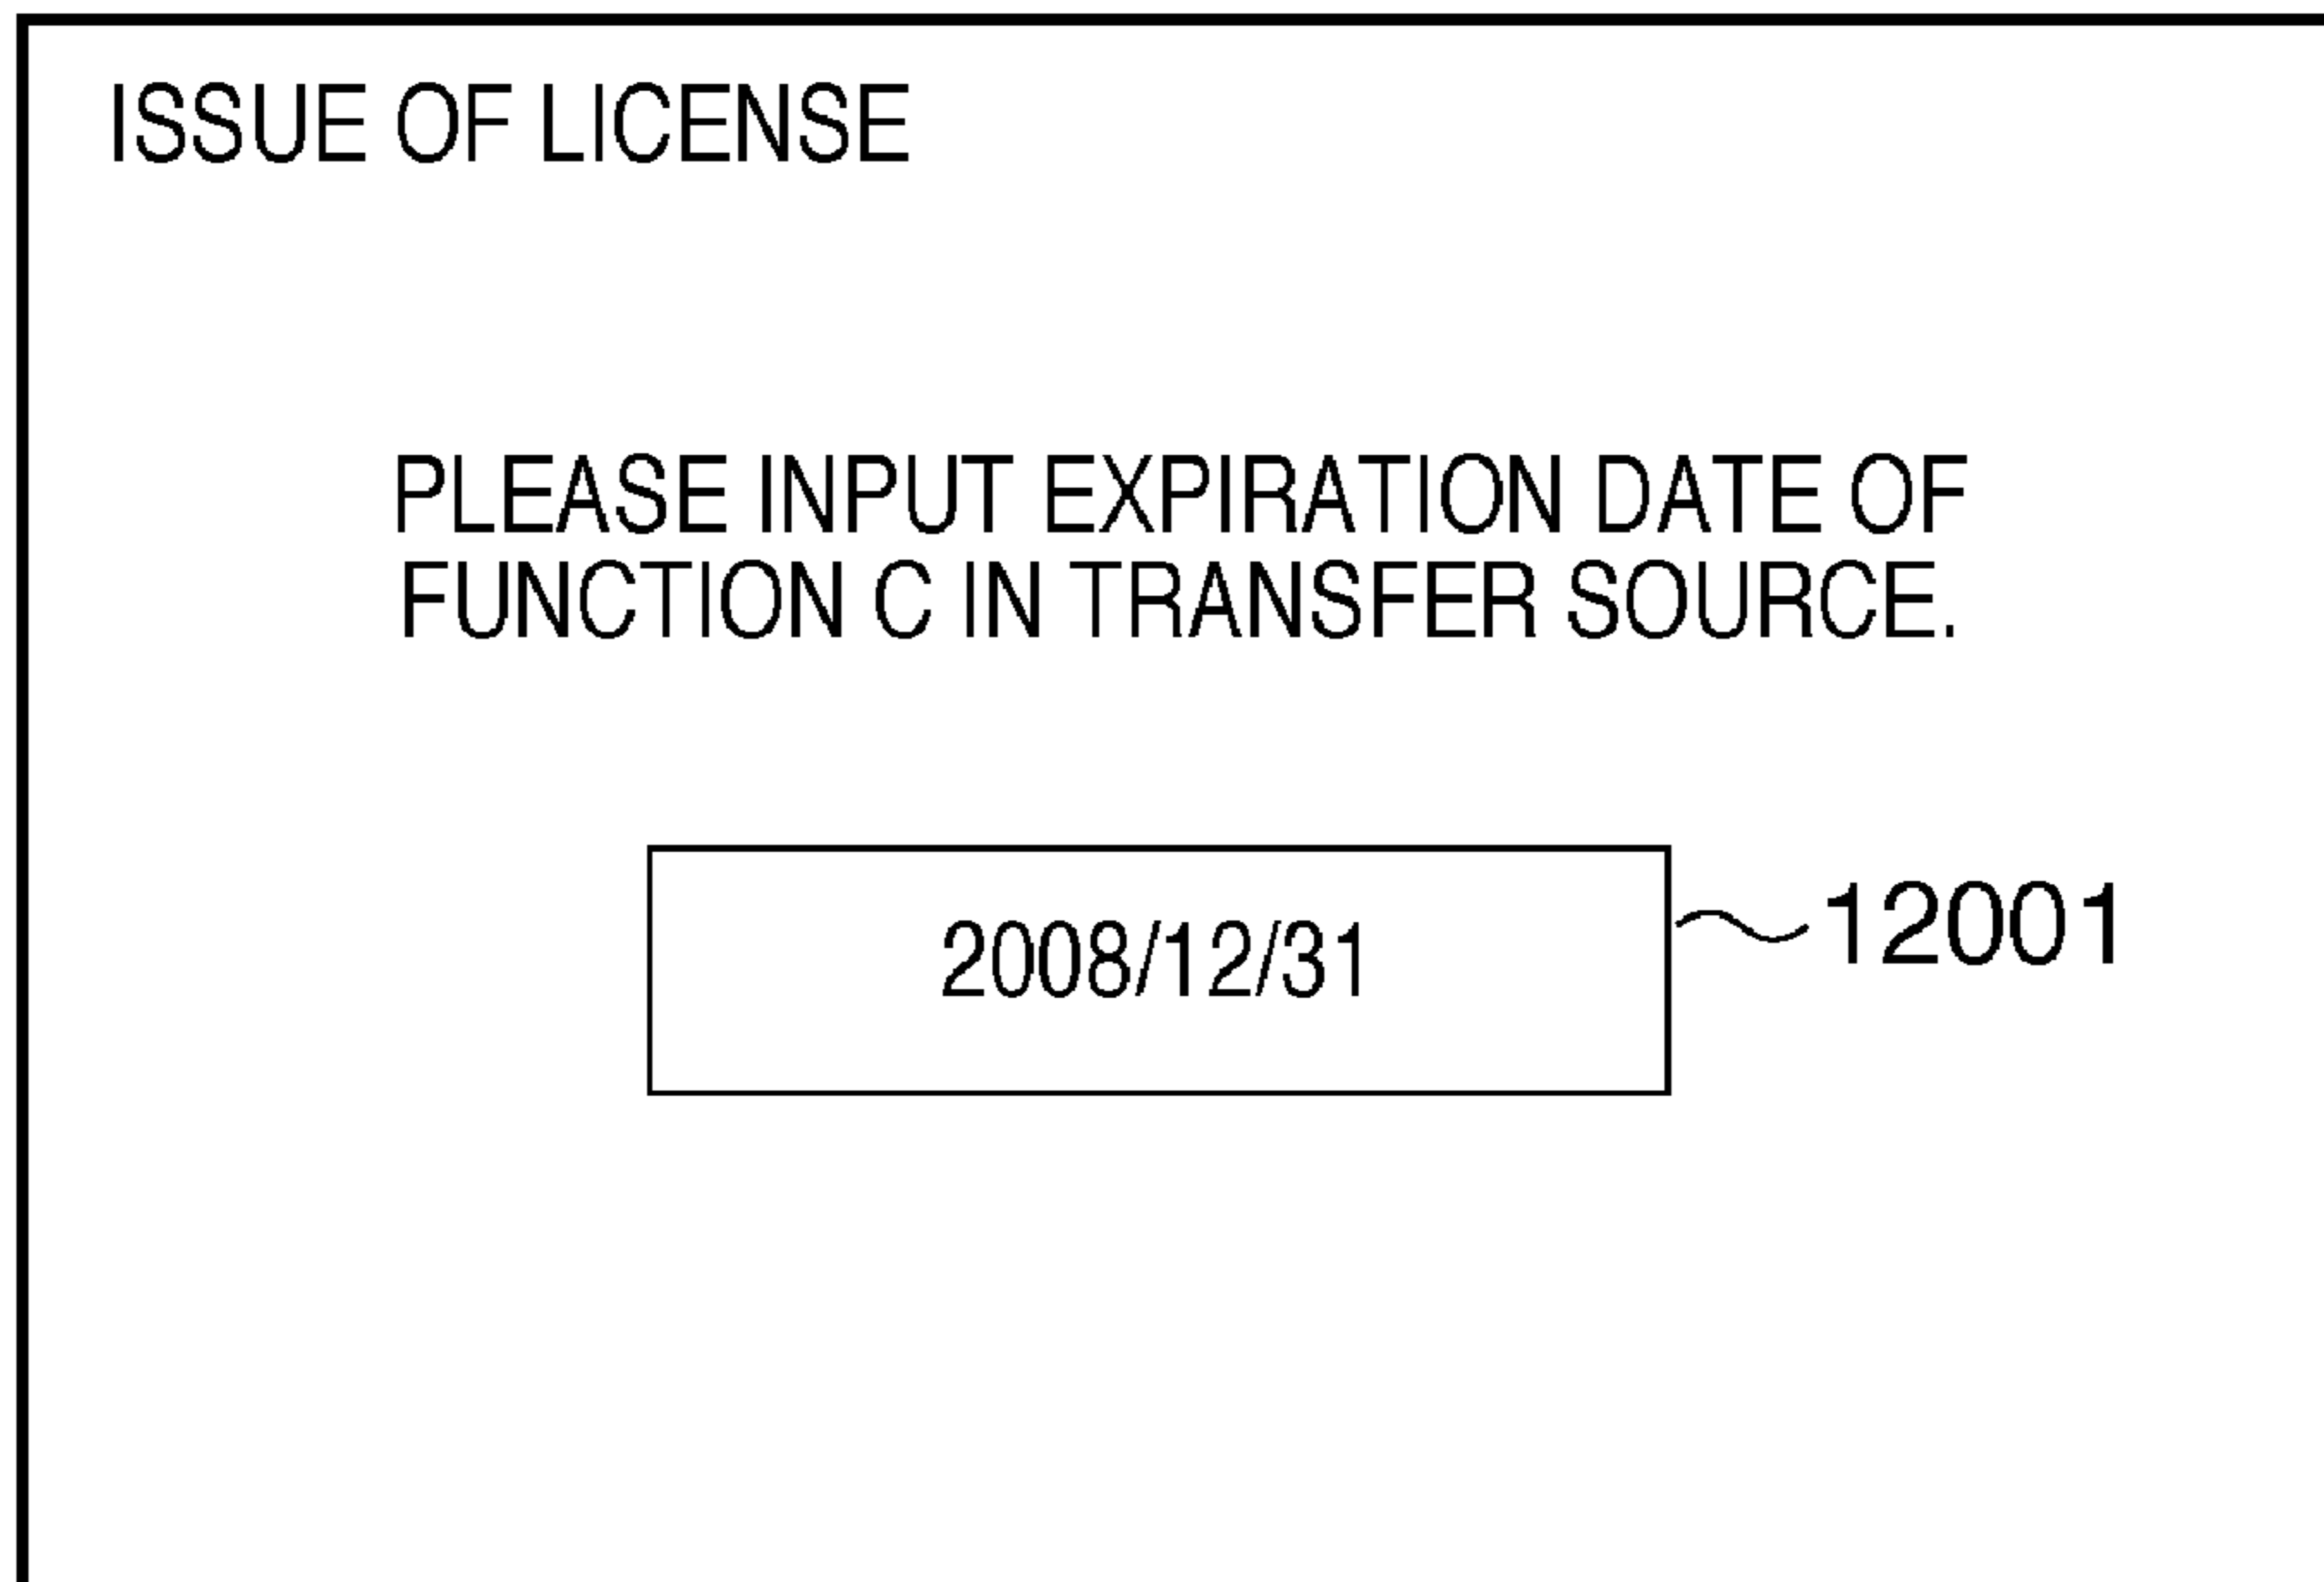 ISSUE OF LICENSE
PLEASE INPUT EXPIRATION DATE OF
FUNCTION C IN TRANSFER SOURCE.
2008/12/31
12001